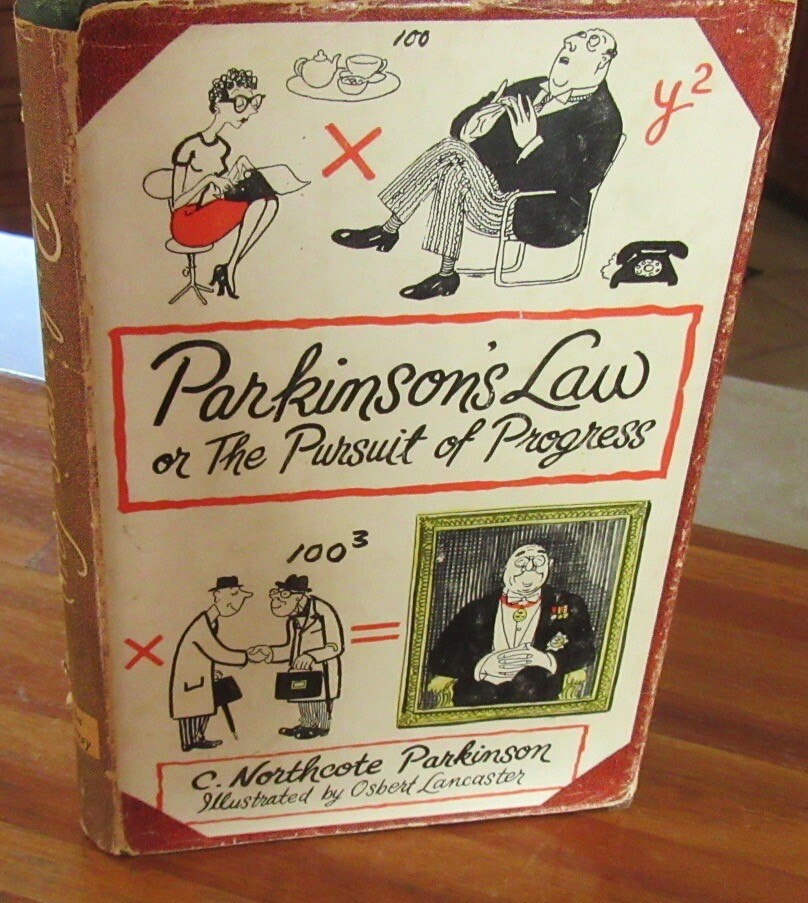 100
× y²
Parkinson's Law
or The Pursuit of Progress
100³
× =
C. Northcote Parkinson
Illustrated by Osbert Lancaster